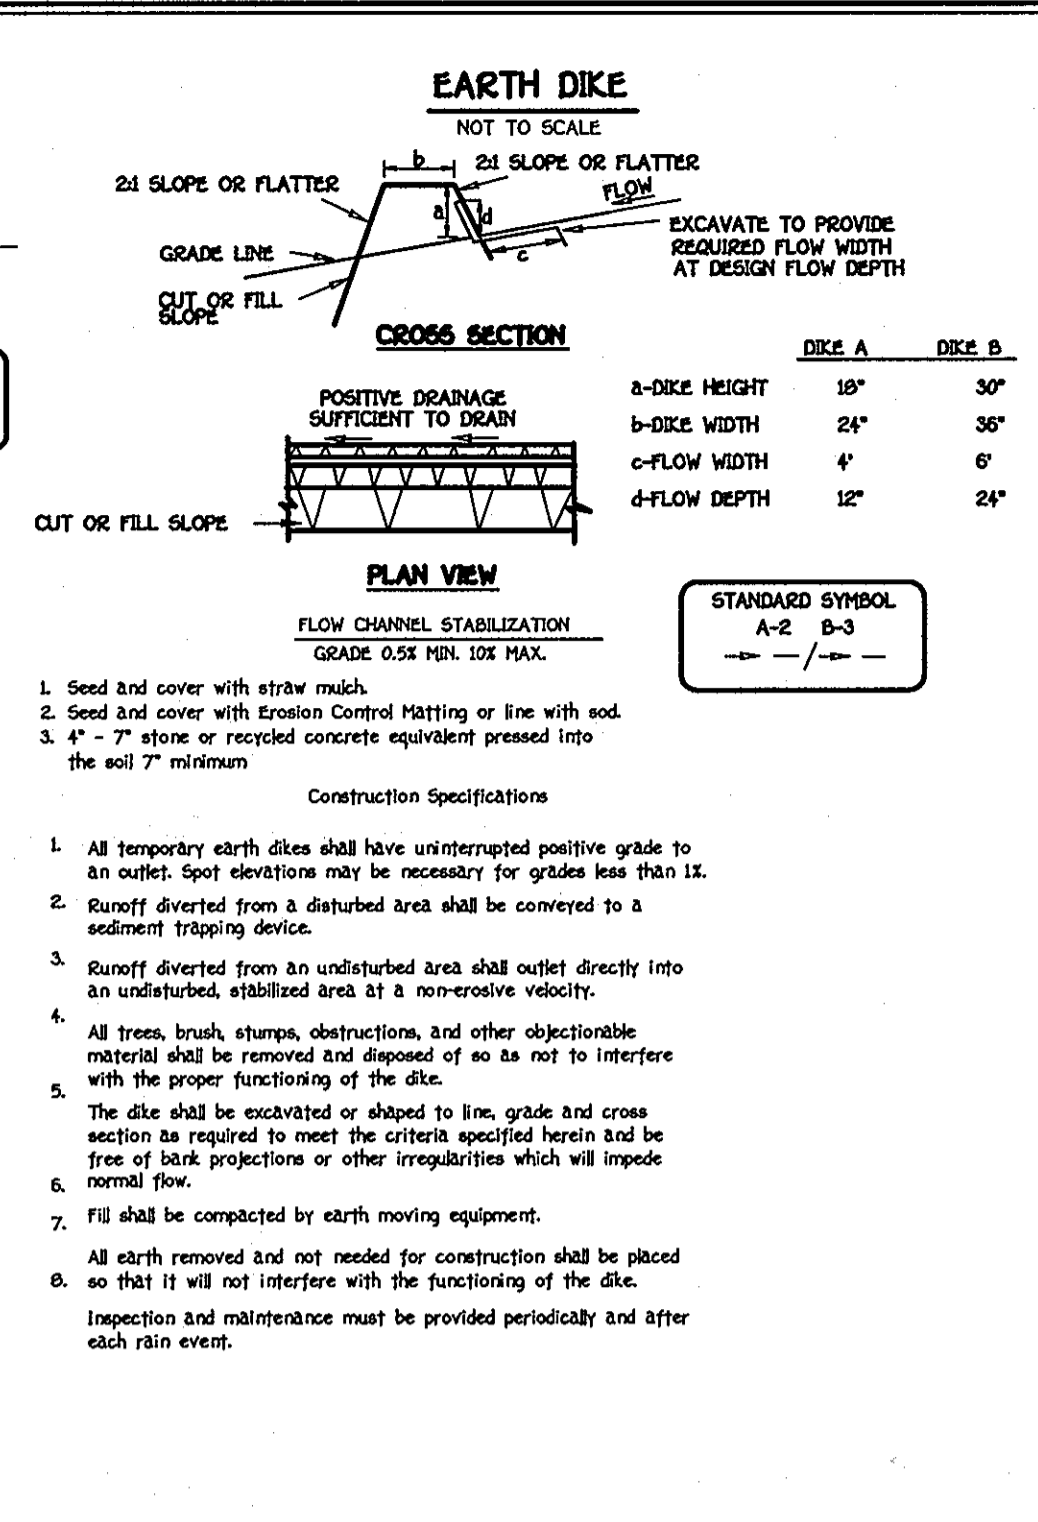 EARTH DIKE
NOT TO SCALE
b
2:1 SLOPE OR FLATTER
2:1 SLOPE OR FLATTER
FLOW
a
d
EXCAVATE TO PROVIDE
REQUIRED FLOW WIDTH
AT DESIGN FLOW DEPTH
GRADE LINE
c
CUT OR FILL
SLOPE
CROSS SECTION
DIKE A DIKE B
a-DIKE HEIGHT 18" 30"
b-DIKE WIDTH 24" 36"
c-FLOW WIDTH 4' 6'
d-FLOW DEPTH 12" 24"
POSITIVE DRAINAGE
SUFFICIENT TO DRAIN
CUT OR FILL SLOPE
PLAN VIEW
STANDARD SYMBOL
A-2 B-3
FLOW CHANNEL STABILIZATION
GRADE 0.5% MIN. 10% MAX.
1. Seed and cover with straw mulch.
2. Seed and cover with Erosion Control Matting or line with sod.
3. 4" - 7" stone or recycled concrete equivalent pressed into
the soil 7" minimum
Construction Specifications
1. All temporary earth dikes shall have uninterrupted positive grade to
an outlet. Spot elevations may be necessary for grades less than 1%.
2. Runoff diverted from a disturbed area shall be conveyed to a
sediment trapping device.
3. Runoff diverted from an undisturbed area shall outlet directly into
an undisturbed, stabilized area at a non-erosive velocity.
4.
All trees, brush, stumps, obstructions, and other objectionable
material shall be removed and disposed of so as not to interfere
with the proper functioning of the dike.
5.
The dike shall be excavated or shaped to line, grade and cross
section as required to meet the criteria specified herein and be
free of bank projections or other irregularities which will impede
6. normal flow.
7. Fill shall be compacted by earth moving equipment.
All earth removed and not needed for construction shall be placed
8. so that it will not interfere with the functioning of the dike.
Inspection and maintenance must be provided periodically and after
each rain event.